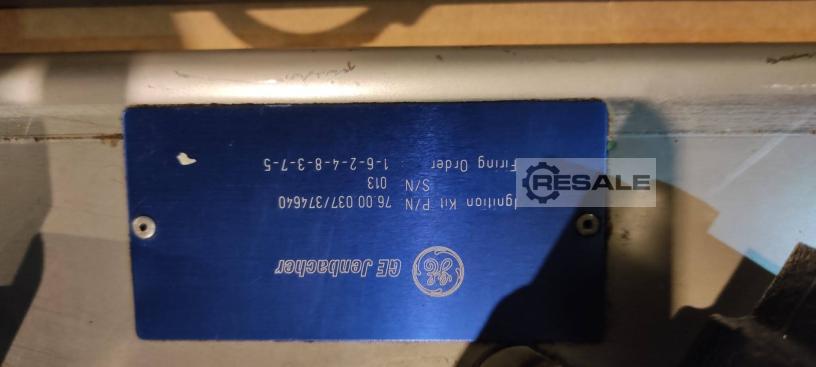 GE Jenbacher
Ignition Kit P/N 76.00.037/374640
S/N 013
Firing Order : 1-6-2-4-8-3-7-5
RESALE